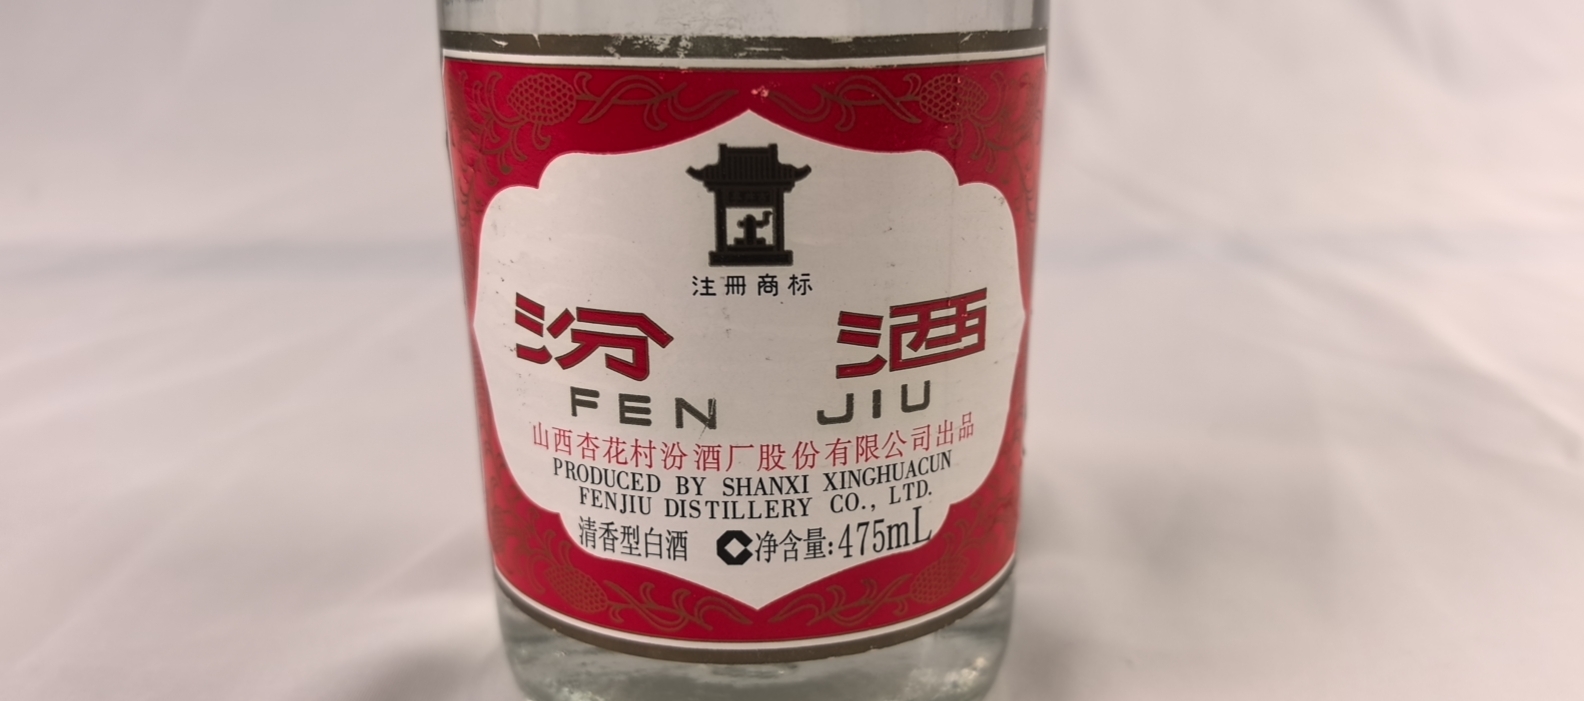 注册商标
汾 酒
FEN JIU
山西杏花村汾酒厂股份有限公司出品
PRODUCED BY SHANXI XINGHUACUN
FENJIU DISTILLERY CO., LTD.
清香型白酒 净含量:475mL